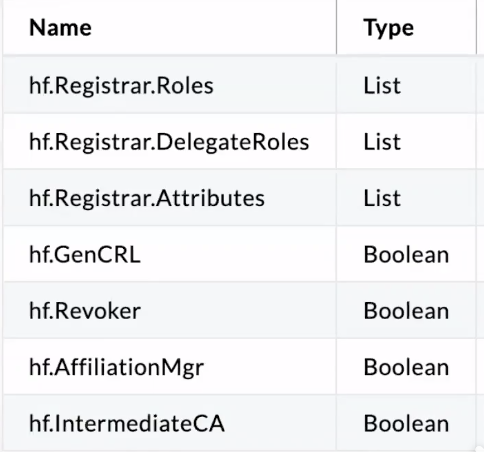 Name Type
hf.Registrar.Roles List
hf.Registrar.DelegateRoles List
hf.Registrar.Attributes List
hf.GenCRL Boolean
hf.Revoker Boolean
hf.AffiliationMgr Boolean
hf.IntermediateCA Boolean